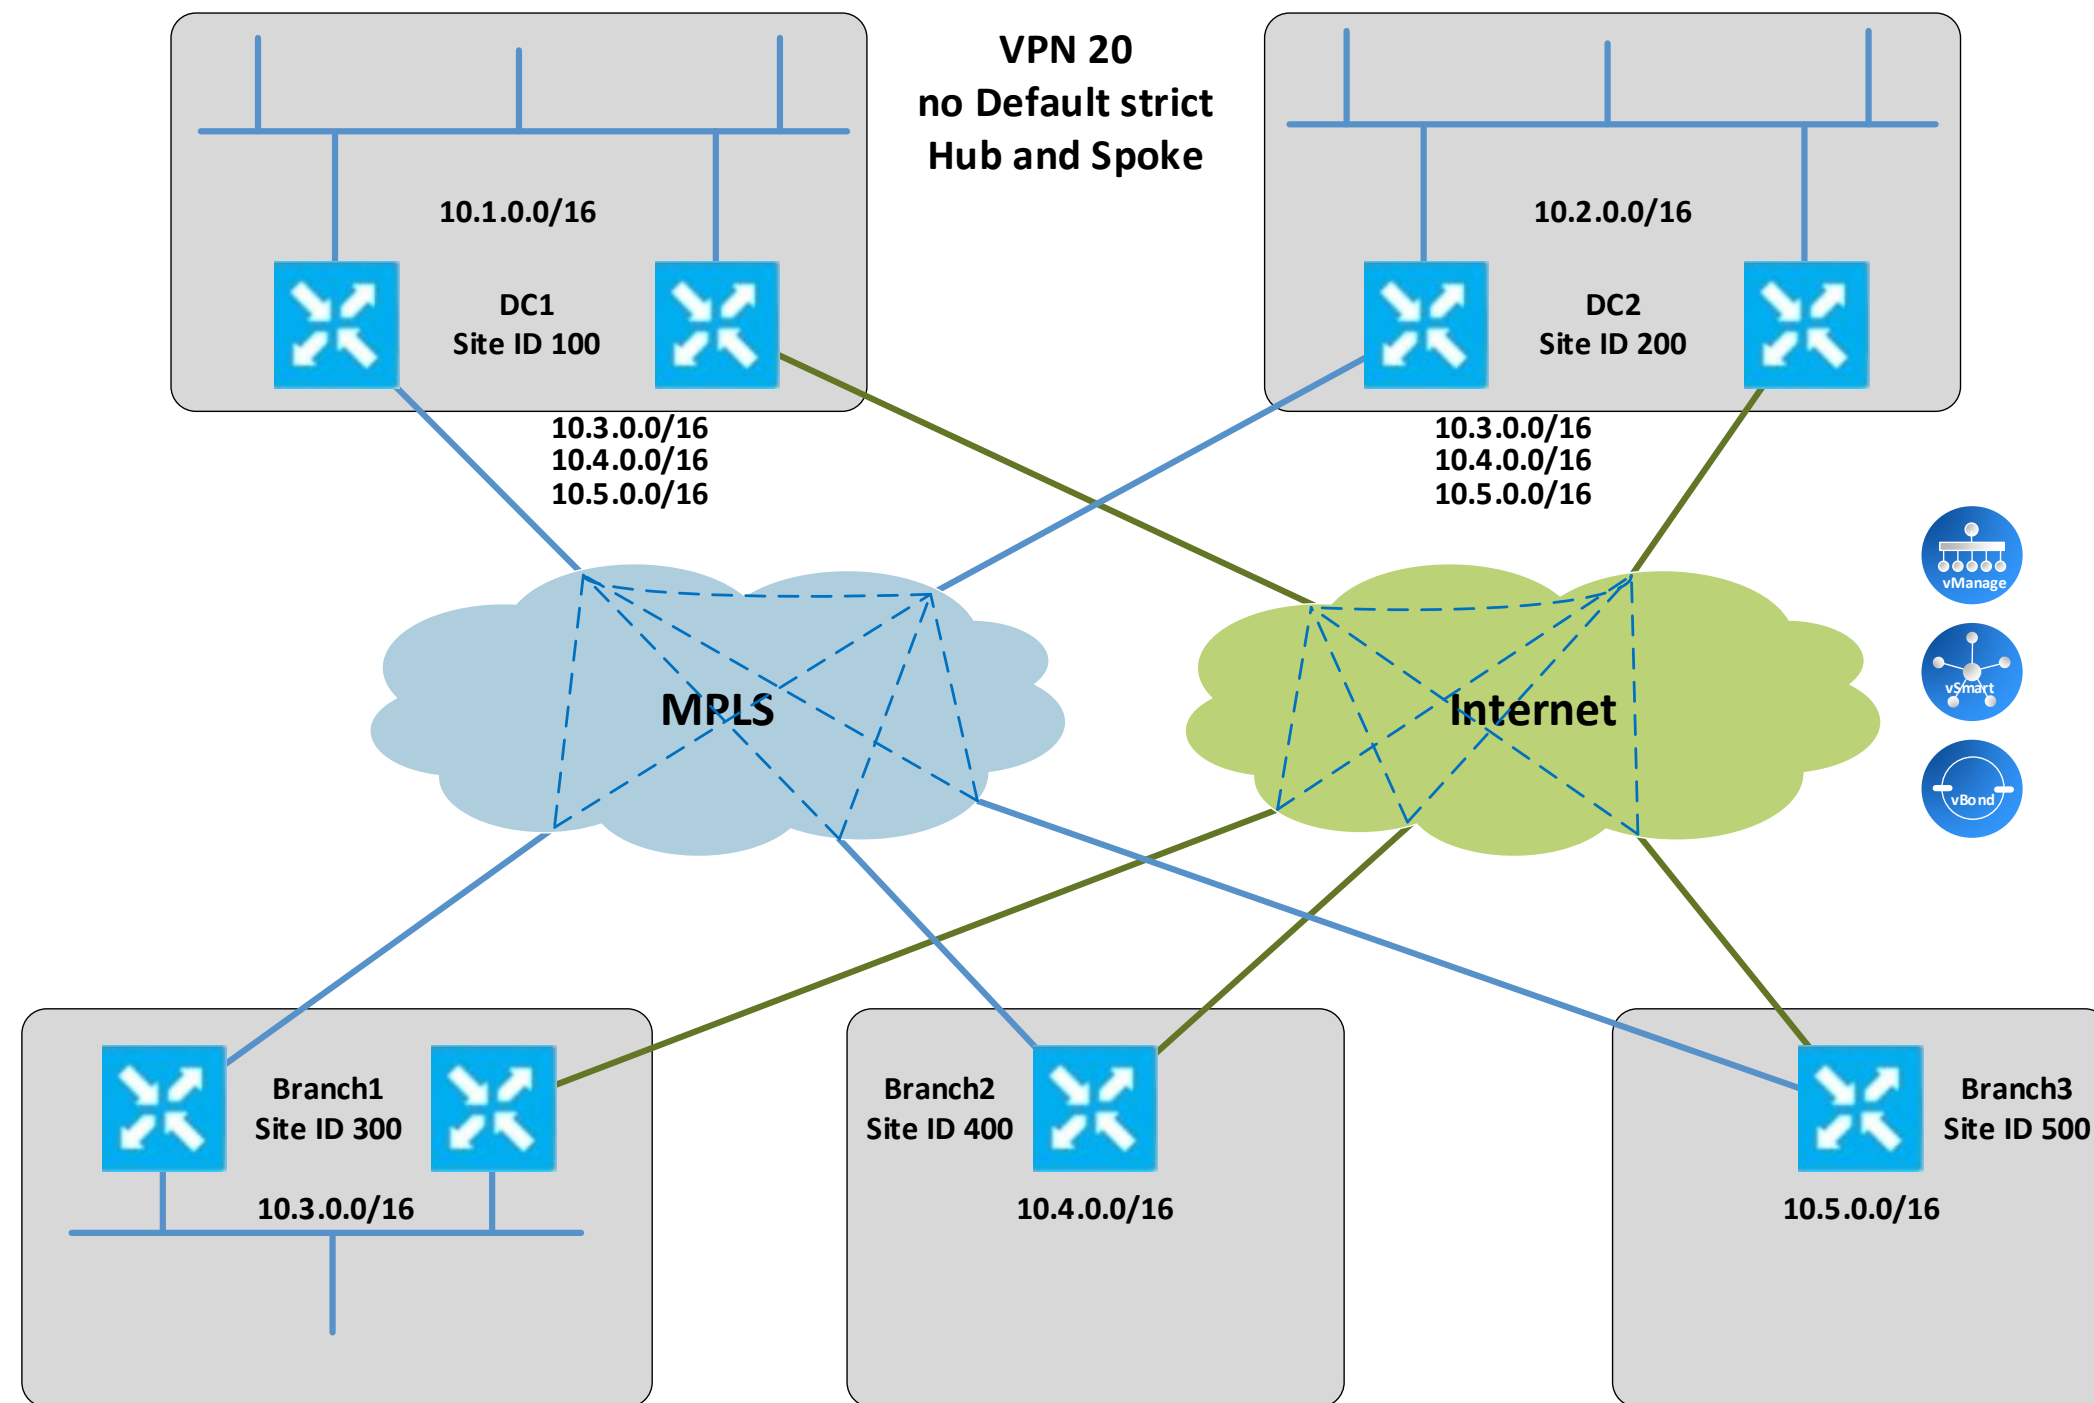 VPN 20
no Default strict
Hub and Spoke
10.1.0.0/16
DC1
Site ID 100
10.2.0.0/16
DC2
Site ID 200
10.3.0.0/16
10.4.0.0/16
10.5.0.0/16
10.3.0.0/16
10.4.0.0/16
10.5.0.0/16
vManage
vSmart
vBond
MPLS
Internet
Branch1
Site ID 300
10.3.0.0/16
Branch2
Site ID 400
10.4.0.0/16
Branch3
Site ID 500
10.5.0.0/16